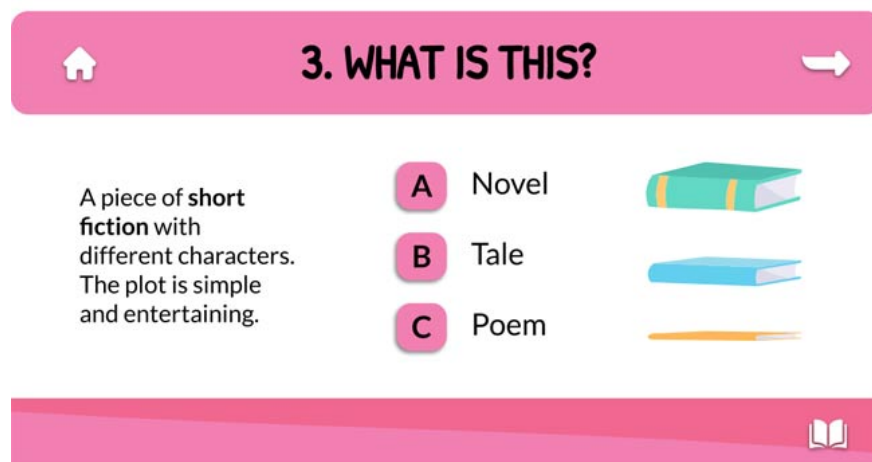 3. WHAT IS THIS?
A piece of short
fiction with
different characters.
The plot is simple
and entertaining.
A Novel
B Tale
C Poem